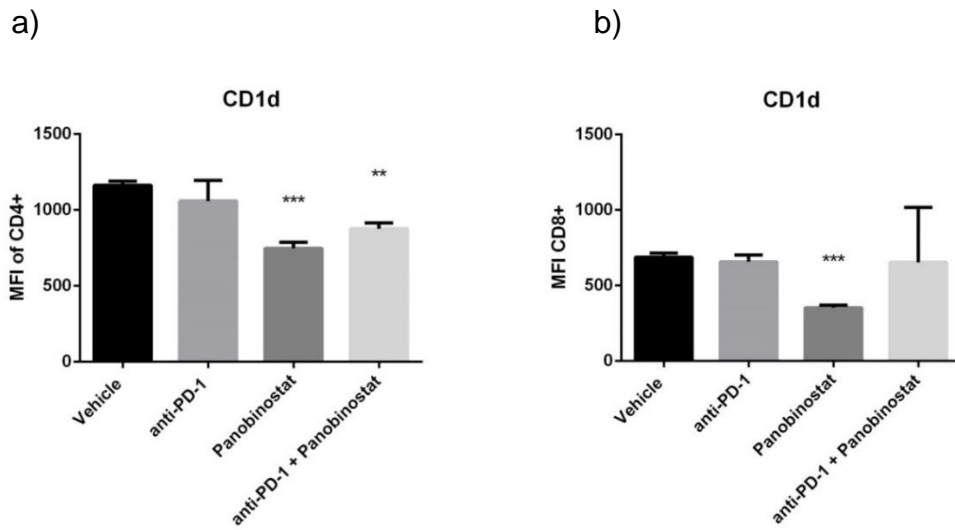 a)
CD1d
MFI of CD4+
1500
1000
500
0
***
**
Vehicle
anti-PD-1
Panobinostat
anti-PD-1 + Panobinostat
b)
CD1d
MFI CD8+
1500
1000
500
0
***
Vehicle
anti-PD-1
Panobinostat
anti-PD-1 + Panobinostat